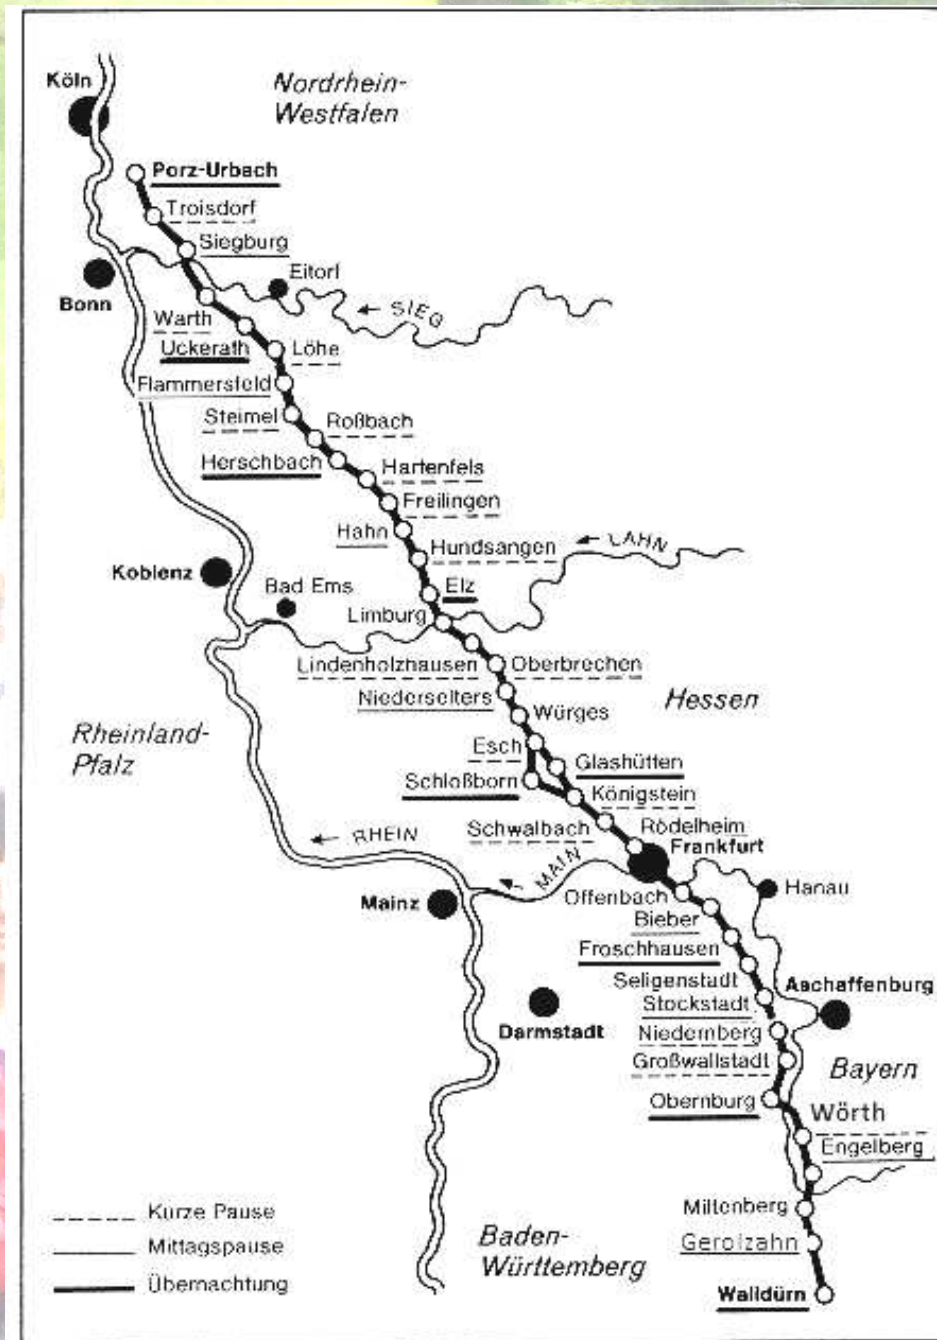 Köln
Nordrhein-
Westfalen
Porz-Urbach
Troisdorf
Siegburg
Eitorf
Bonn
SIEG
Warth
Uckerath
Löhe
Flammersfeld
Steimel
Roßbach
Herschbach
Hartenfels
Freilingen
Hahn
Hundsangen
LAHN
Koblenz
Bad Ems
Elz
Limburg
Lindenholzhausen
Oberbrechen
Niederselters
Hessen
Würges
Rheinland-
Pfalz
Esch
Glashütten
Schloßborn
Königstein
Schwalbach
RHEIN
Rödelheim
Frankfurt
MAIN
Mainz
Offenbach
Hanau
Bieber
Froschhausen
Seligenstadt
Aschaffenburg
Stockstadt
Darmstadt
Niedernberg
Großwallstadt
Bayern
Obernburg
Wörth
Engelberg
Miltenberg
Gerolzahn
Walldürn
Baden-
Württemberg
Kurze Pause
Mittagspause
Übernachtung